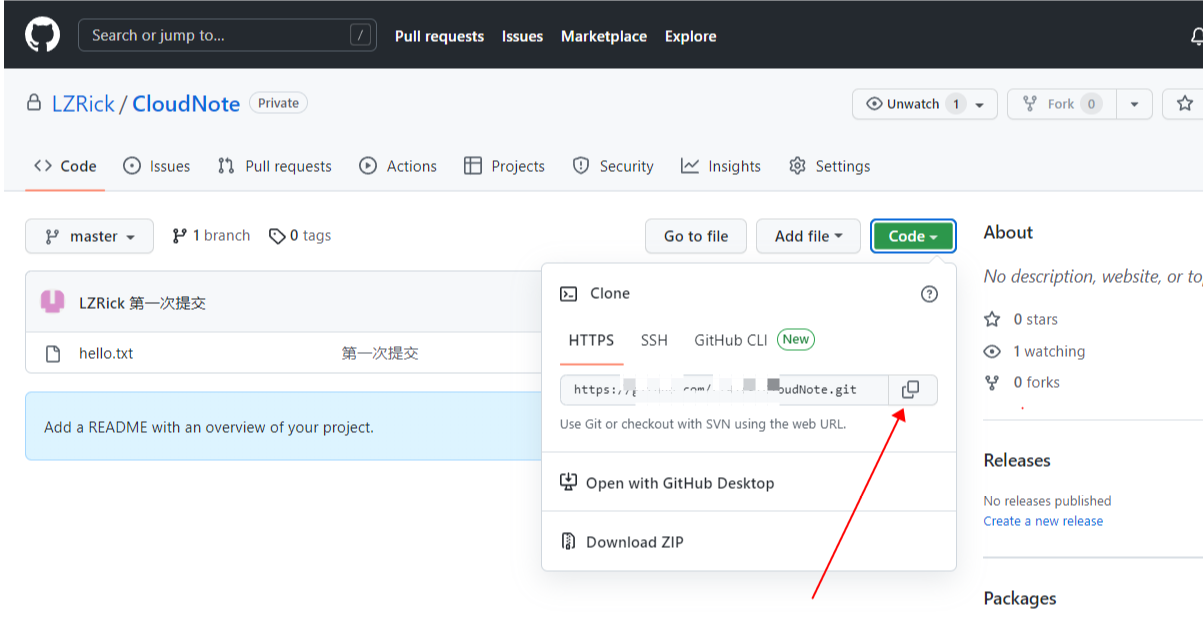 Search or jump to... / Pull requests Issues Marketplace Explore
LZRick / CloudNote Private Unwatch 1 Fork 0
Code Issues Pull requests Actions Projects Security Insights Settings
master 1 branch 0 tags Go to file Add file Code
About
No description, website, or
LZRick 第一次提交
hello.txt 第一次提交
Add a README with an overview of your project.
Clone
HTTPS SSH GitHub CLI New
https:// com/ oudNote.git
Use Git or checkout with SVN using the web URL.
Open with GitHub Desktop
Download ZIP
0 stars
1 watching
0 forks
Releases
No releases published
Create a new release
Packages